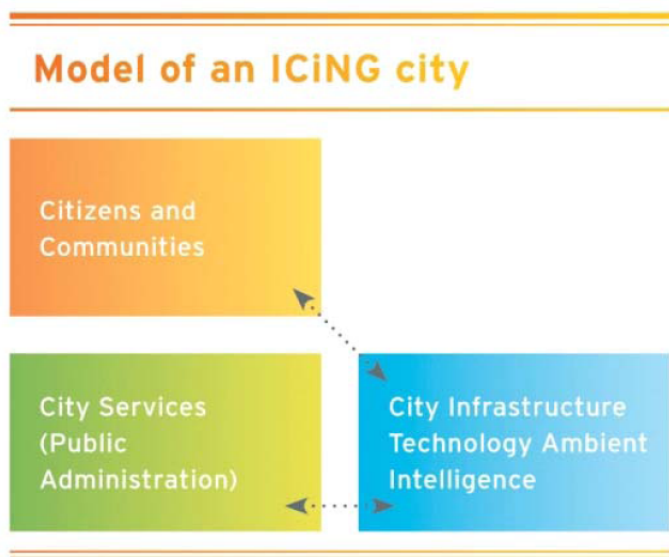 Model of an ICiNG city
Citizens and
Communities
City Services
(Public
Administration)
City Infrastructure
Technology Ambient
Intelligence